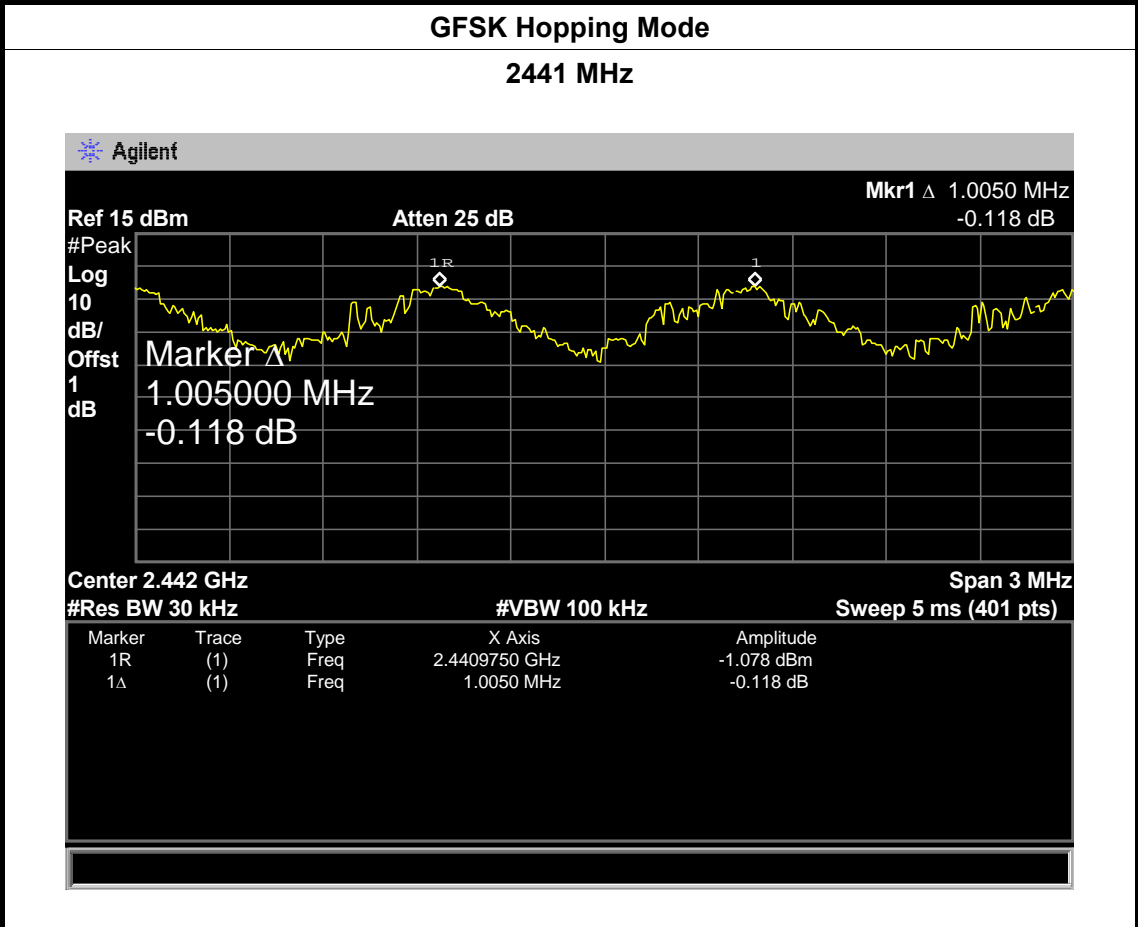 GFSK Hopping Mode
2441 MHz
Agilent
Mkr1 Δ 1.0050 MHz
Ref 15 dBm Atten 25 dB -0.118 dB
#Peak
Log
10
dB/
Offst
1
dB
1R 1
Marker Δ
1.005000 MHz
-0.118 dB
Center 2.442 GHz Span 3 MHz
#Res BW 30 kHz #VBW 100 kHz Sweep 5 ms (401 pts)
Marker Trace Type X Axis Amplitude
1R (1) Freq 2.4409750 GHz -1.078 dBm
1Δ (1) Freq 1.0050 MHz -0.118 dB